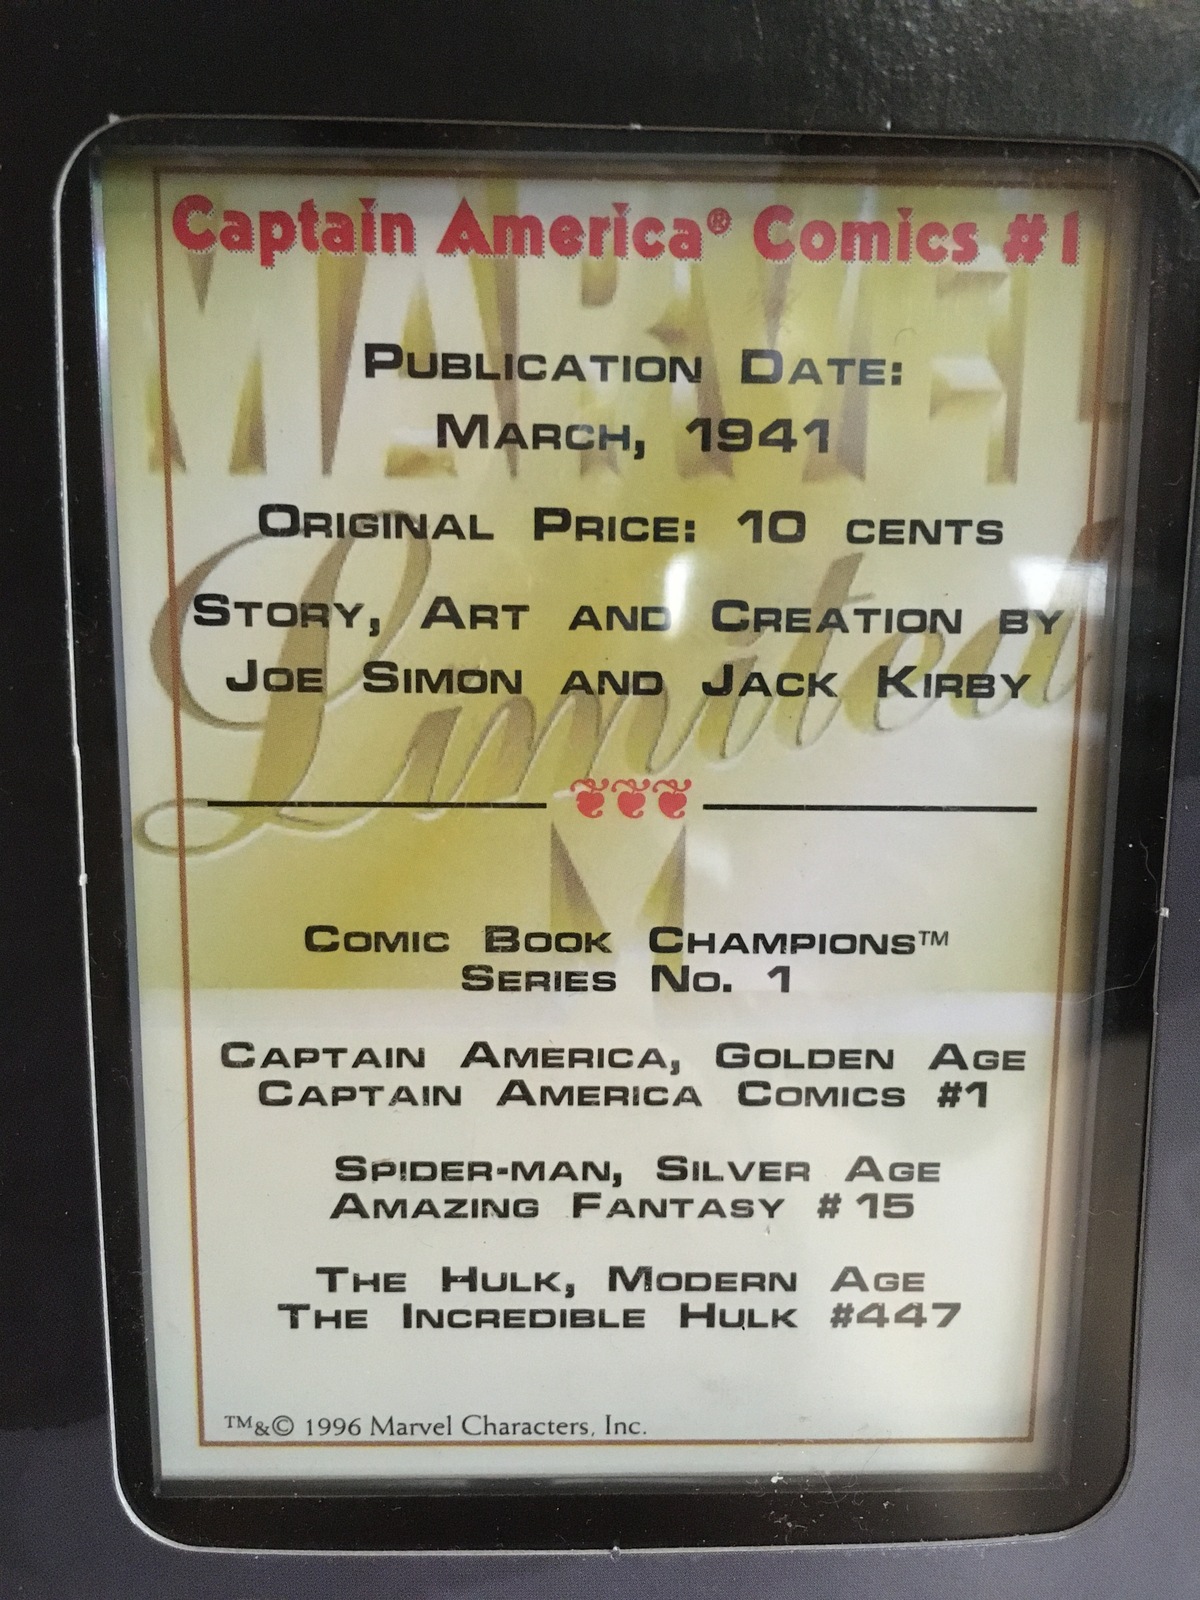 Captain America® Comics #1
MARVEL
PUBLICATION DATE:
MARCH, 1941
ORIGINAL PRICE: 10 CENTS
STORY, ART AND CREATION BY
JOE SIMON AND JACK KIRBY
Limited
COMIC BOOK CHAMPIONS™
SERIES NO. 1
CAPTAIN AMERICA, GOLDEN AGE
CAPTAIN AMERICA COMICS #1
SPIDER-MAN, SILVER AGE
AMAZING FANTASY #15
THE HULK, MODERN AGE
THE INCREDIBLE HULK #447
™&© 1996 Marvel Characters, Inc.